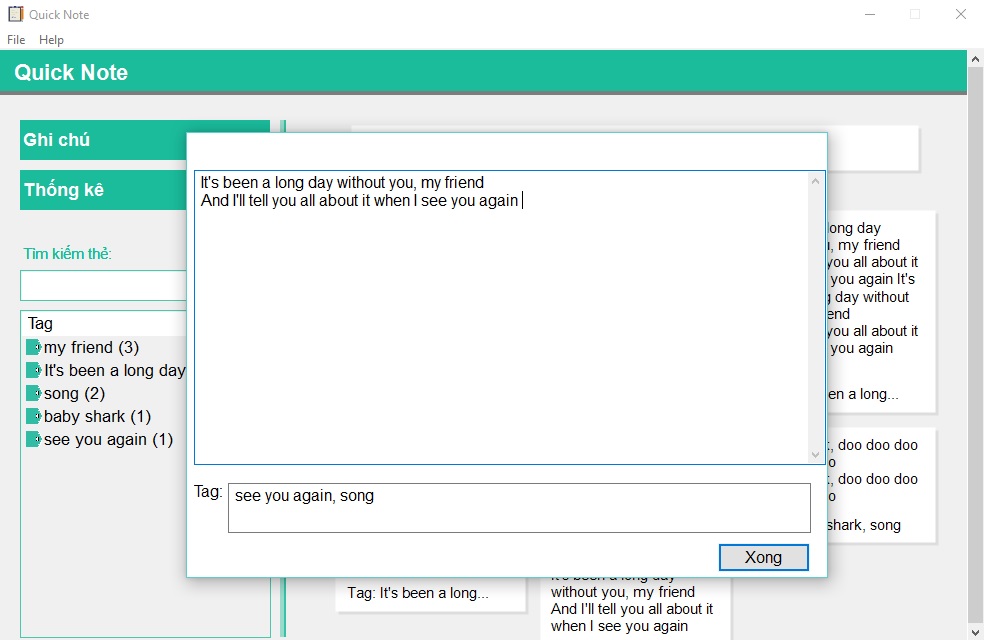 Quick Note
File Help
Quick Note
Ghi chú
Thống kê
Tìm kiếm thẻ:
Tag
my friend (3)
It's been a long day
song (2)
baby shark (1)
see you again (1)
It's been a long day without you, my friend
And I'll tell you all about it when I see you again
Tag: see you again, song
Xong
long day
, my friend
you all about it
you again It's
day without
end
you all about it
you again
en a long...
, doo doo doo
o
, doo doo doo
o
shark, song
Tag: It's been a long...
It's been a long day
without you, my friend
And I'll tell you all about it
when I see you again